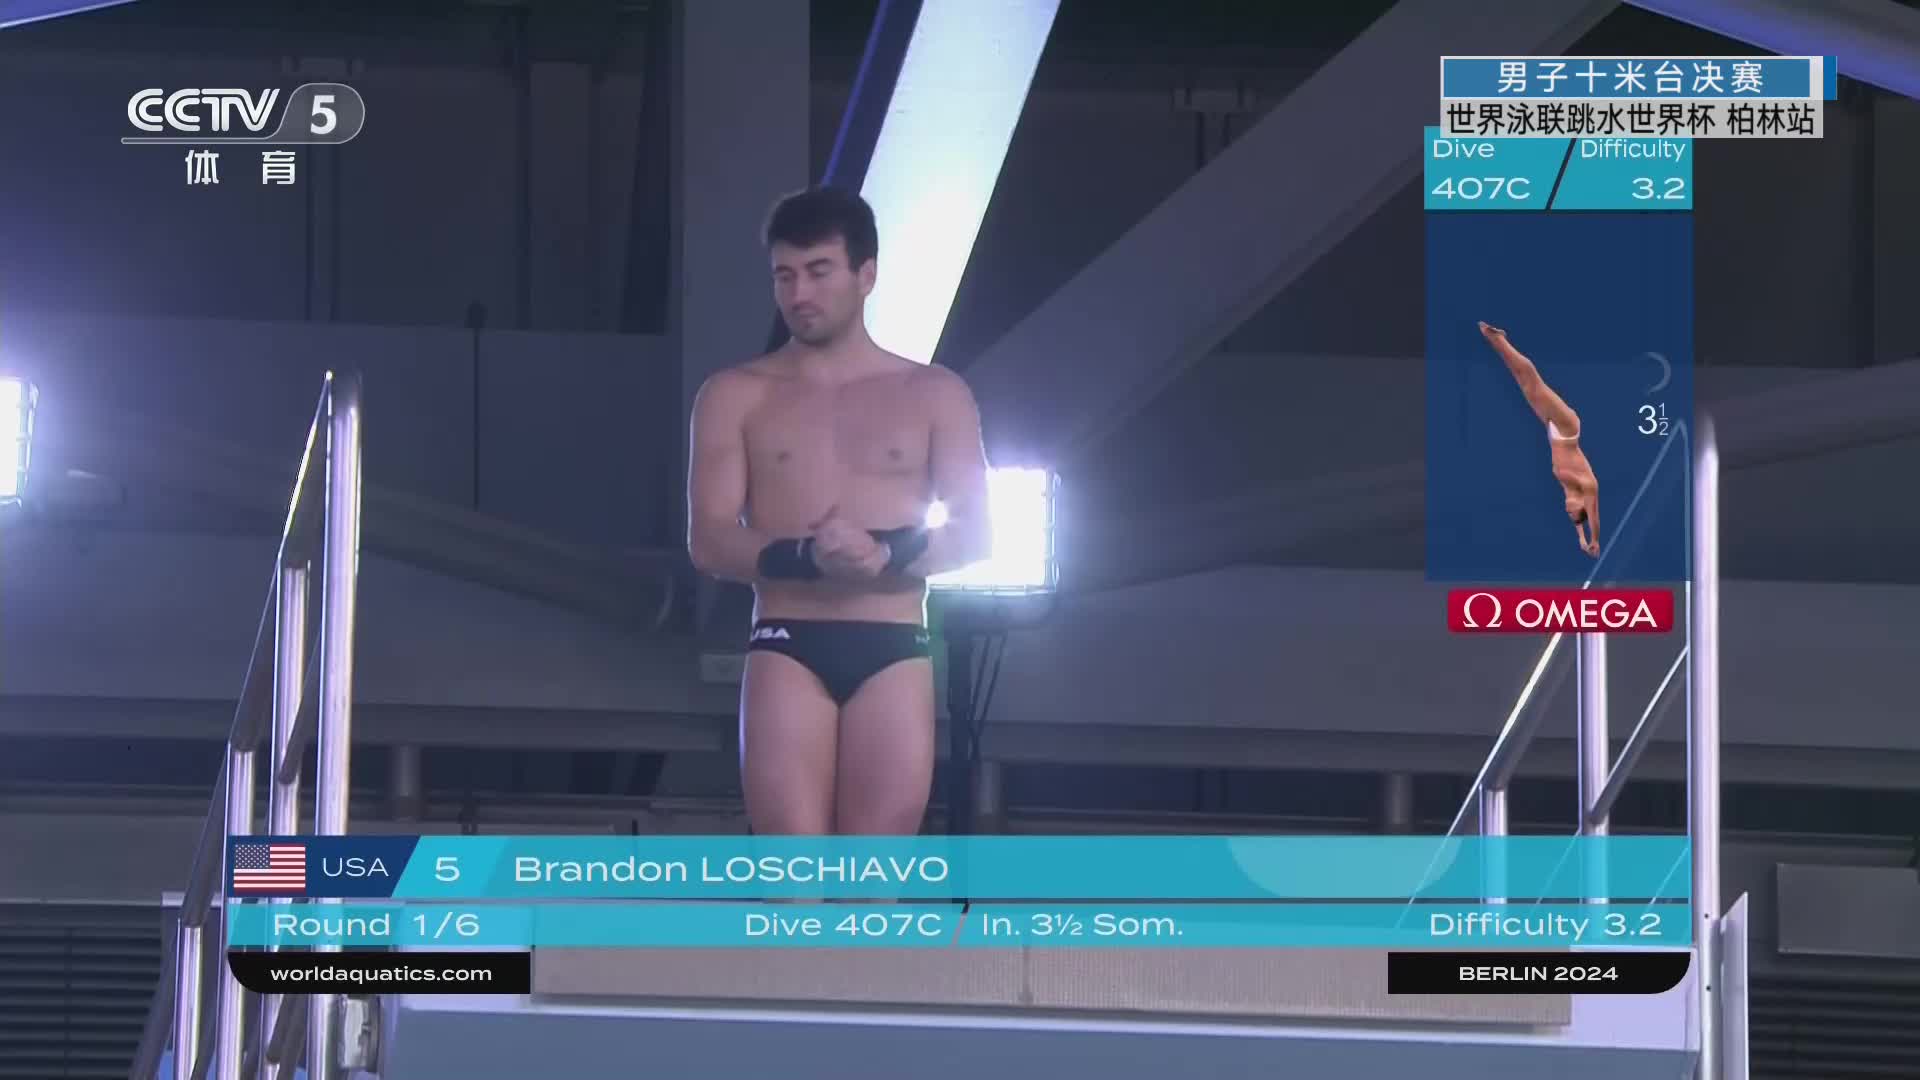 CCTV 5
体 育
男子十米台决赛
世界泳联跳水世界杯 柏林站
Dive Difficulty
407C 3.2
3½
Ω OMEGA
USA
USA 5 Brandon LOSCHIAVO
Round 1/6 Dive 407C In. 3½ Som. Difficulty 3.2
worldaquatics.com BERLIN 2024